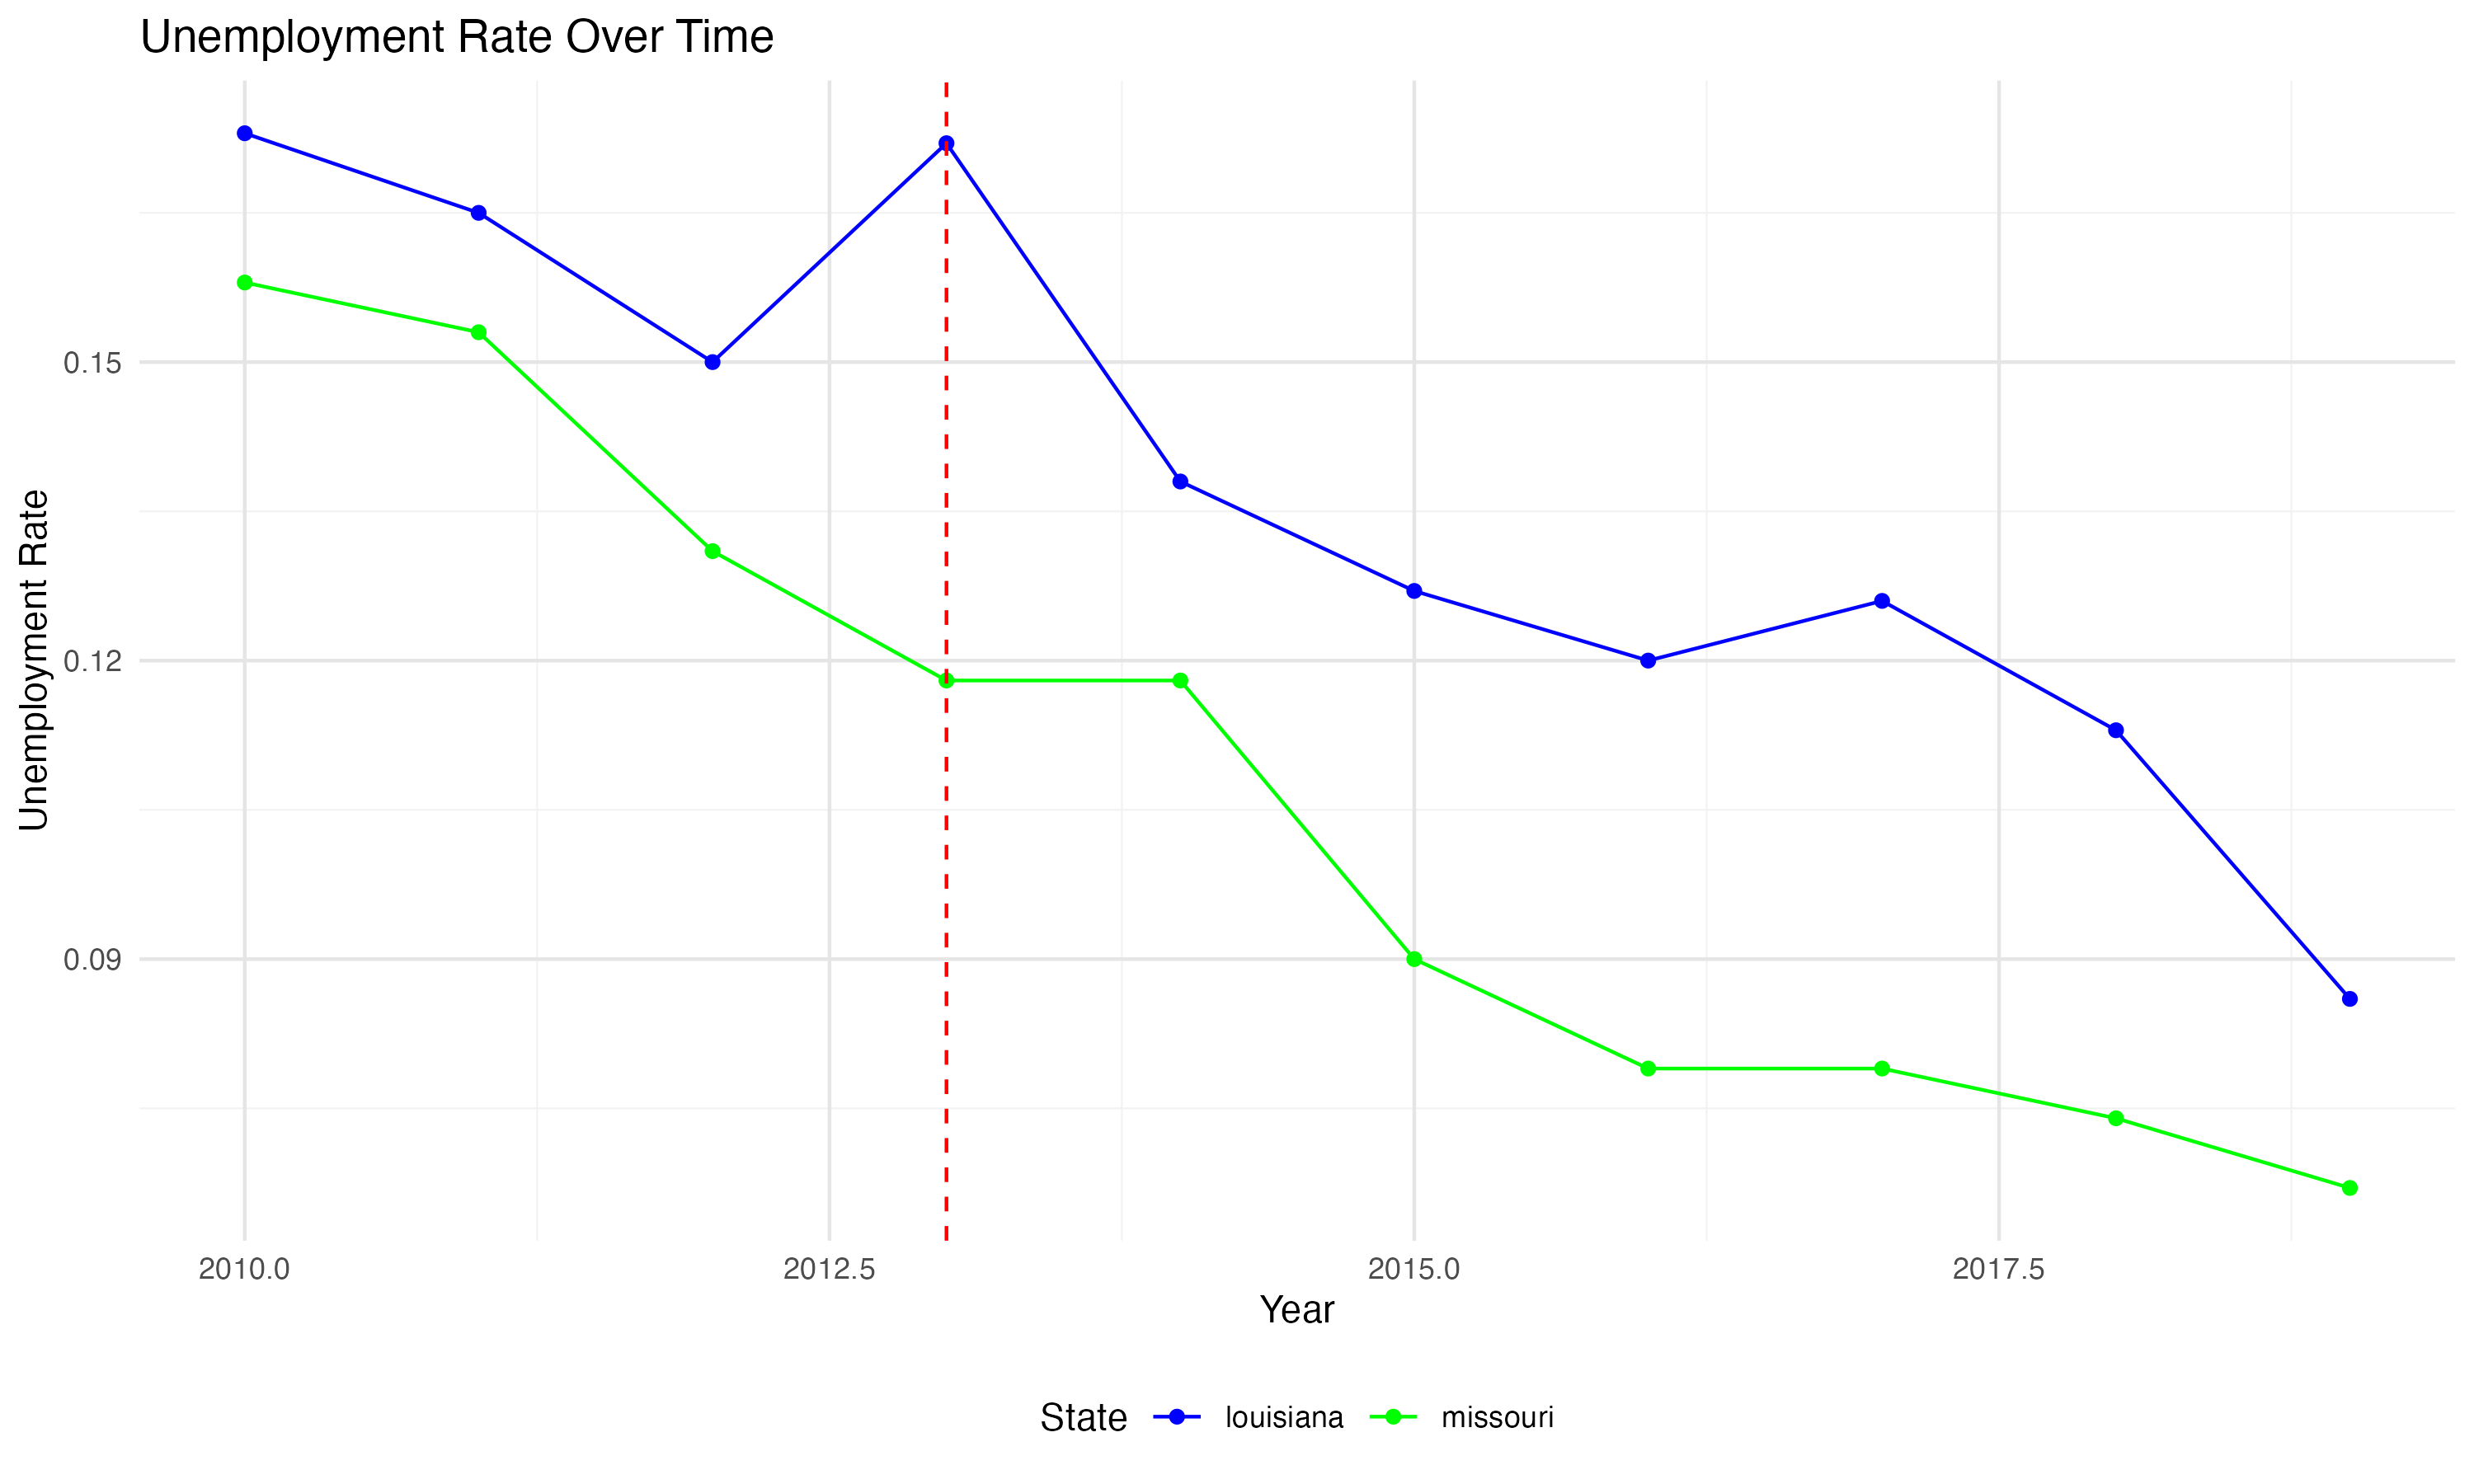 Unemployment Rate Over Time
Unemployment Rate
0.15
0.12
0.09
2010.0 2012.5 2015.0 2017.5
Year
State louisiana missouri